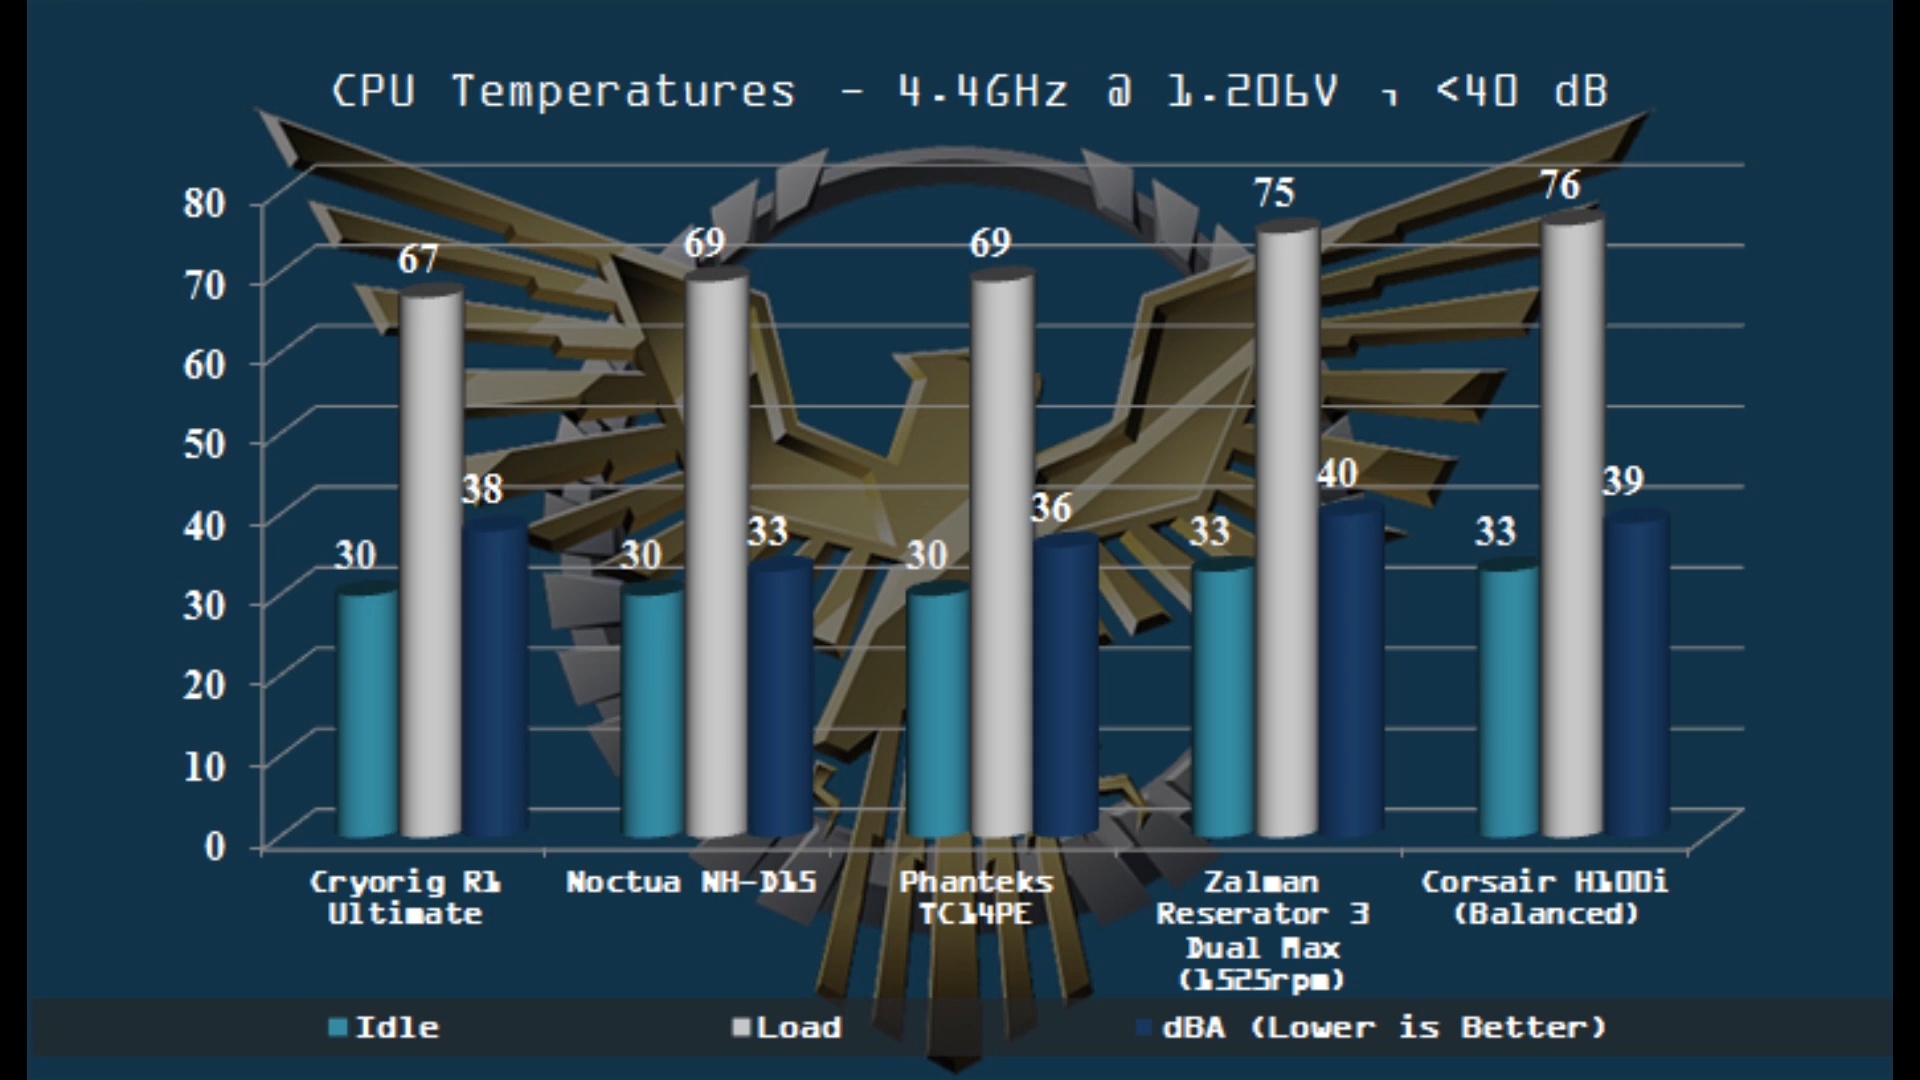 CPU Temperatures - 4.4GHz @ 1.206V , <40 dB
80
70
60
50
40
30
20
10
0
67
69
69
75
76
38
33
36
40
39
30
30
30
33
33
Cryorig R1
Ultimate
Noctua NH-D15
Phanteks
TC14PE
Zalman
Reserator 3
Dual Max
(1525rpm)
Corsair H100i
(Balanced)
Idle
Load
dBA (Lower is Better)